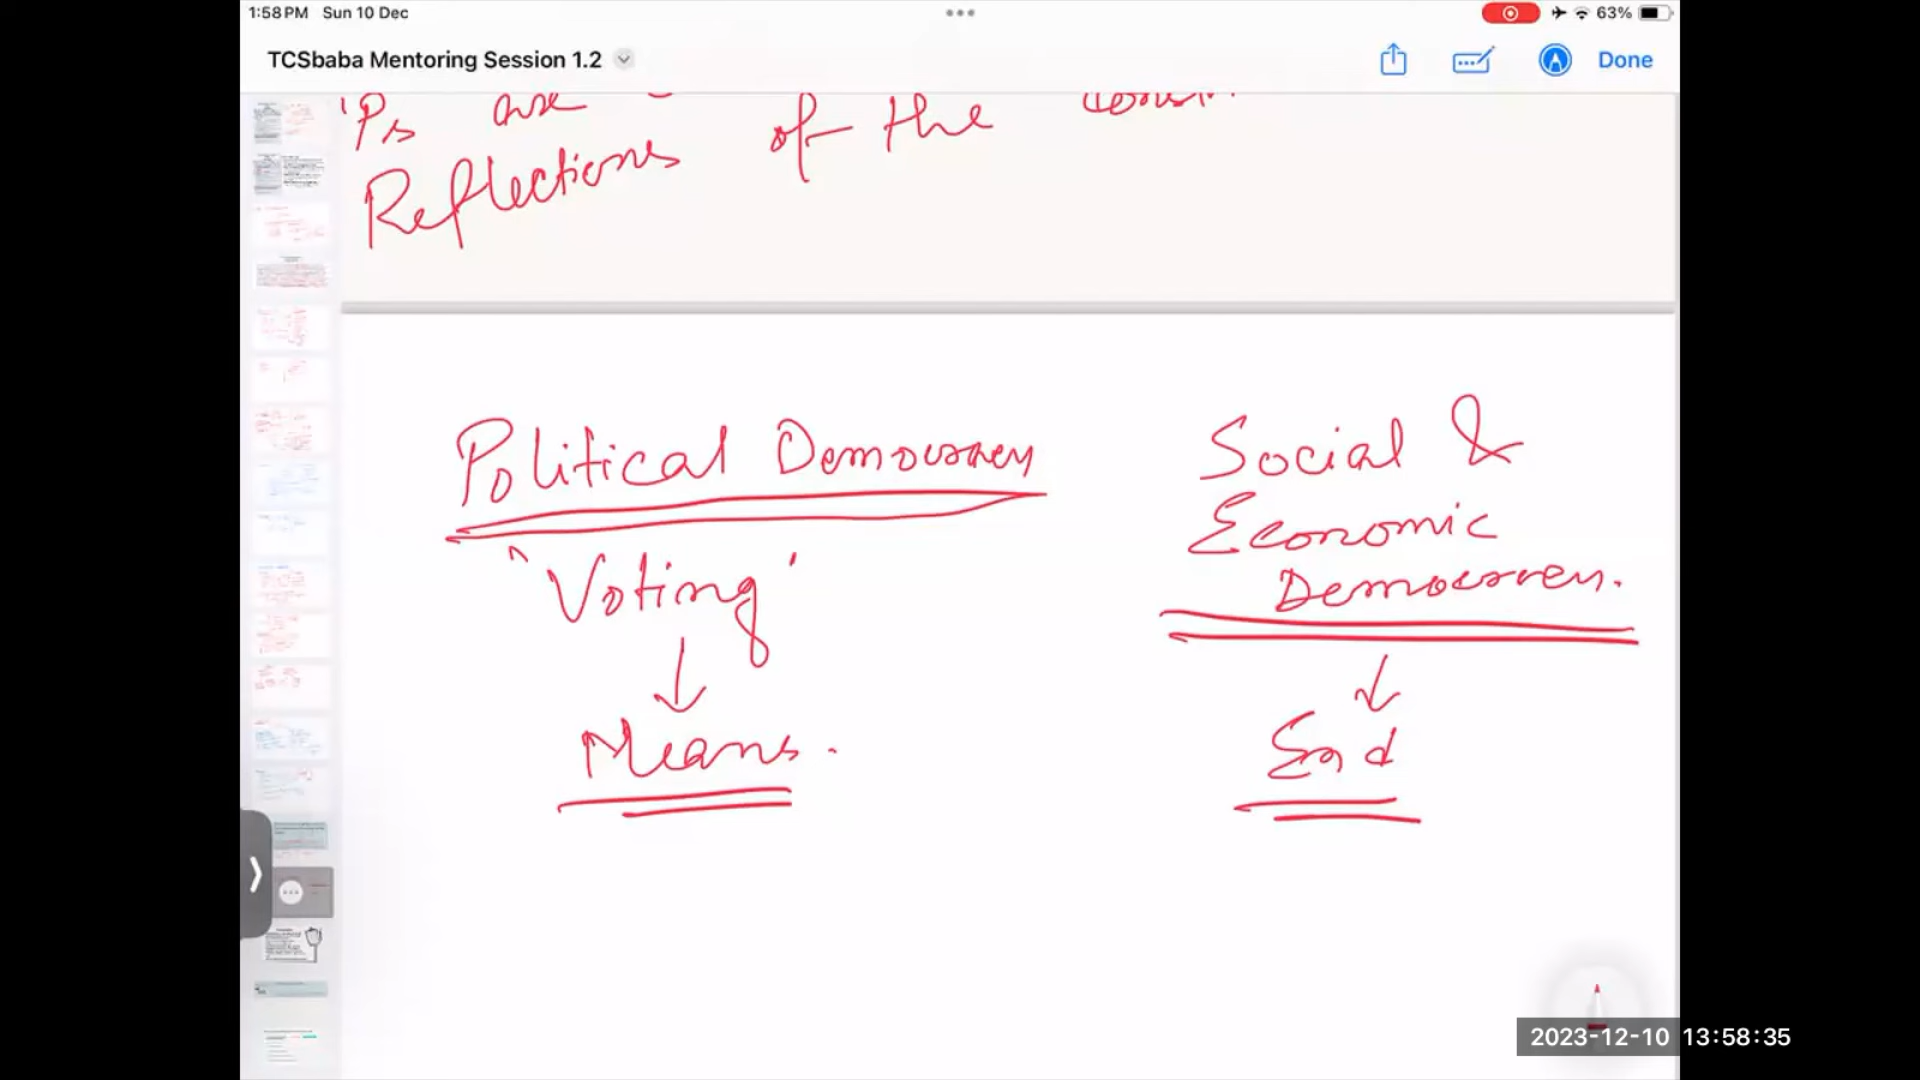 1:58 PM Sun 10 Dec
63%
TCSbaba Mentoring Session 1.2
Done
Ps are
Reflections of the
Political Democracy
"Voting"
Means.
Social &
Economic
Democracy.
End
2023-12-10 13:58:35